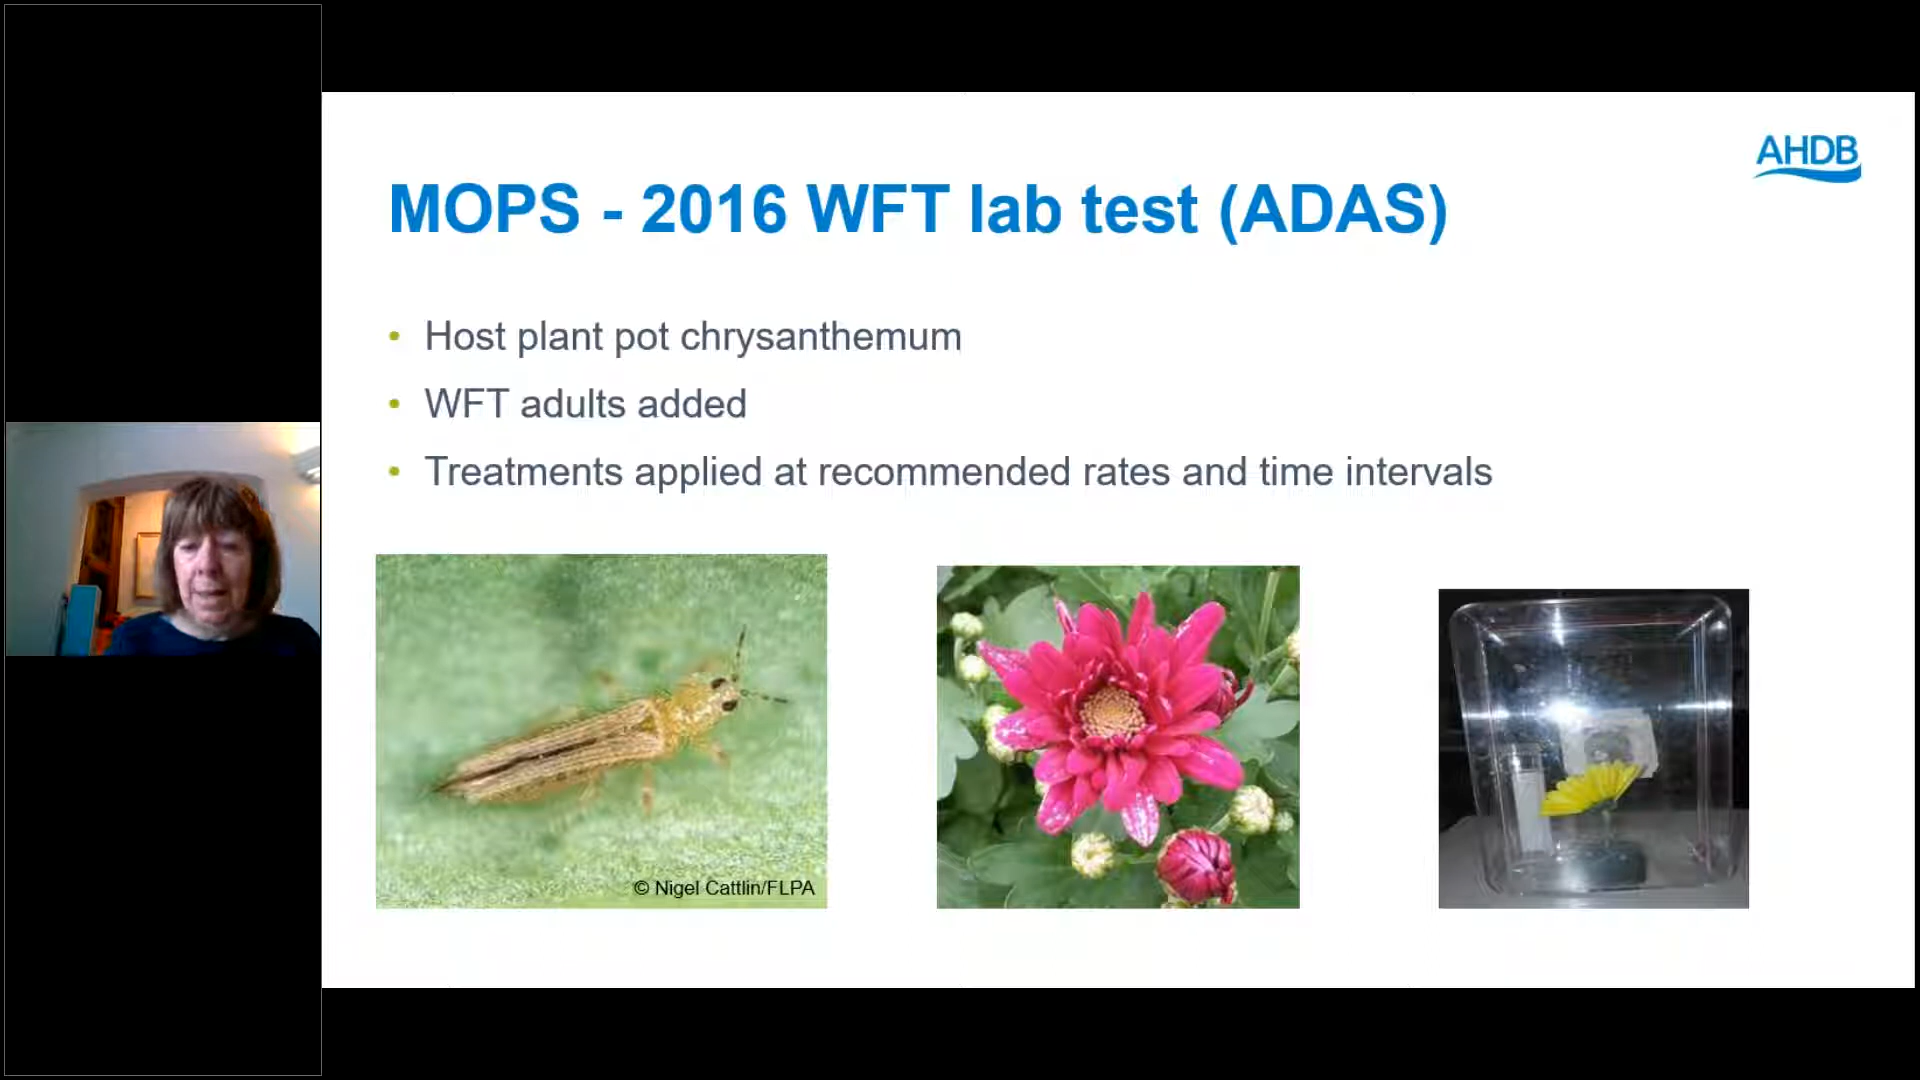 AHDB
MOPS - 2016 WFT lab test (ADAS)
• Host plant pot chrysanthemum
• WFT adults added
• Treatments applied at recommended rates and time intervals
© Nigel Cattlin/FLPA